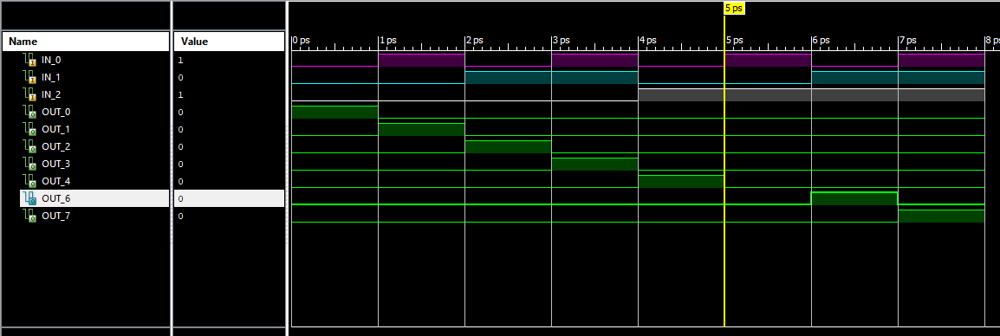 5 ps
Name Value
0 ps 1 ps 2 ps 3 ps 4 ps 5 ps 6 ps 7 ps 8 ps
IN_0 1
IN_1 0
IN_2 1
OUT_0 0
OUT_1 0
OUT_2 0
OUT_3 0
OUT_4 0
OUT_6 0
OUT_7 0